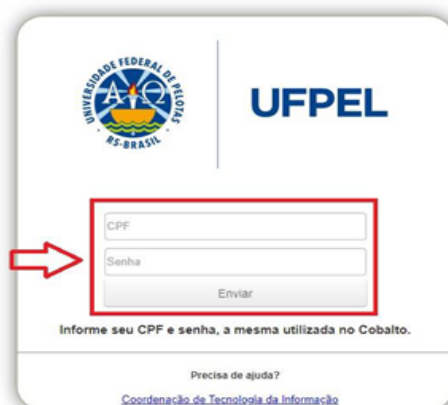 UNIVERSIDADE FEDERAL DE PELOTAS
ΑΩ
RS-BRASIL
UFPEL
CPF
Senha
Enviar
Informe seu CPF e senha, a mesma utilizada no Cobalto.
Precisa de ajuda?
Coordenação de Tecnologia da Informação